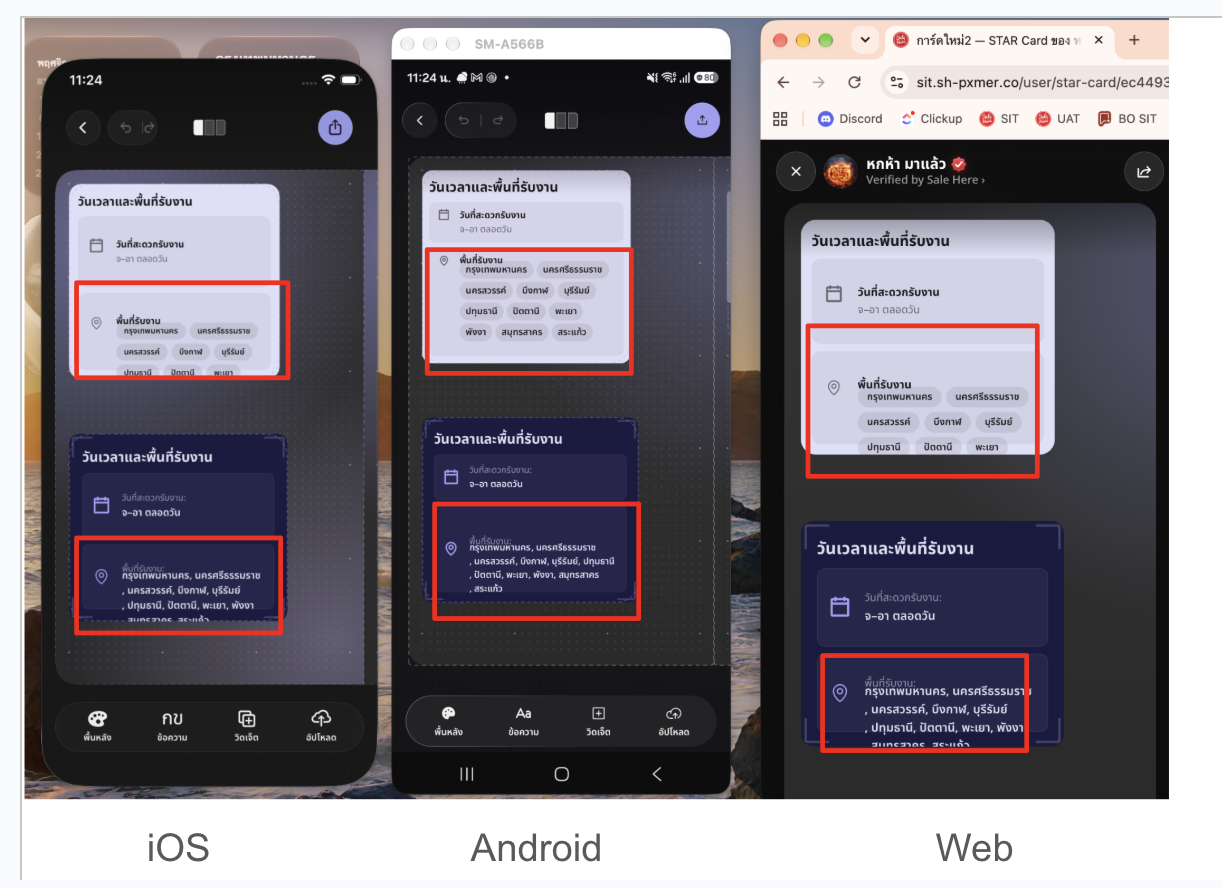 11:24
วันเวลาและพื้นที่รับงาน
วันที่สะดวกรับงาน
จ-อา ตลอดวัน
พื้นที่รับงาน
กรุงเทพมหานคร นครศรีธรรมราช
นครสวรรค์ บึงกาฬ บุรีรัมย์
ปทุมธานี ปัตตานี พะเยา
วันเวลาและพื้นที่รับงาน
วันที่สะดวกรับงาน:
จ-อา ตลอดวัน
พื้นที่รับงาน:
กรุงเทพมหานคร, นครศรีธรรมราช
, นครสวรรค์, บึงกาฬ, บุรีรัมย์
, ปทุมธานี, ปัตตานี, พะเยา, พังงา
สมุทรสาคร, สระแก้ว
กขป
พื้นหลัง ข้อความ วิดเจ็ต อัปโหลด
iOS
SM-A566B
11:24 น.
80
วันเวลาและพื้นที่รับงาน
วันที่สะดวกรับงาน
จ-อา ตลอดวัน
พื้นที่รับงาน
กรุงเทพมหานคร นครศรีธรรมราช
นครสวรรค์ บึงกาฬ บุรีรัมย์
ปทุมธานี ปัตตานี พะเยา
พังงา สมุทรสาคร สระแก้ว
วันเวลาและพื้นที่รับงาน
วันที่สะดวกรับงาน:
จ-อา ตลอดวัน
พื้นที่รับงาน:
กรุงเทพมหานคร, นครศรีธรรมราช
, นครสวรรค์, บึงกาฬ, บุรีรัมย์, ปทุมธานี
, ปัตตานี, พะเยา, พังงา, สมุทรสาคร
, สระแก้ว
Aa
พื้นหลัง ข้อความ วิดเจ็ต อัปโหลด
Android
การ์ดใหม่2 — STAR Card ของ ห
sit.sh-pxmer.co/user/star-card/ec4493
Discord Clickup SIT UAT BO SIT
หกห้า มาแล้ว
Verified by Sale Here ›
วันเวลาและพื้นที่รับงาน
วันที่สะดวกรับงาน
จ-อา ตลอดวัน
พื้นที่รับงาน
กรุงเทพมหานคร นครศรีธรรมราช
นครสวรรค์ บึงกาฬ บุรีรัมย์
ปทุมธานี ปัตตานี พะเยา
วันเวลาและพื้นที่รับงาน
วันที่สะดวกรับงาน:
จ-อา ตลอดวัน
พื้นที่รับงาน:
กรุงเทพมหานคร, นครศรีธรรมราช
, นครสวรรค์, บึงกาฬ, บุรีรัมย์
, ปทุมธานี, ปัตตานี, พะเยา, พังงา
สมุทรสาคร, สระแก้ว
Web